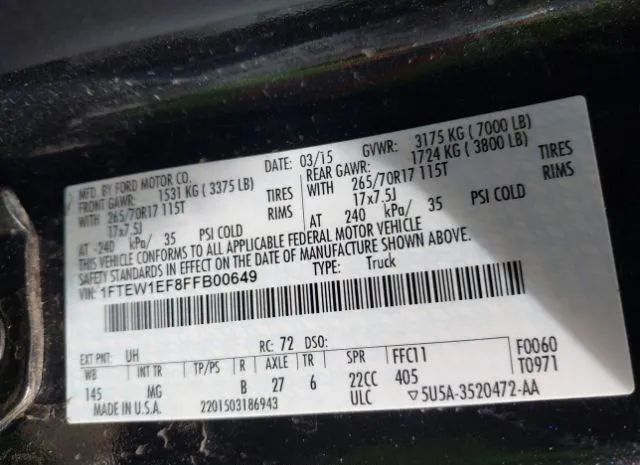 MFD. BY FORD MOTOR CO.
DATE: 03/15 GVWR: 3175 KG ( 7000 LB)
FRONT GAWR: 1531 KG ( 3375 LB)
REAR GAWR: 1724 KG ( 3800 LB)
WITH 265/70R17 115T TIRES
WITH 265/70R17 115T TIRES
17x7.5J RIMS
17x7.5J RIMS
AT 240 kPa/ 35 PSI COLD
AT 240 kPa/ 35 PSI COLD
THIS VEHICLE CONFORMS TO ALL APPLICABLE FEDERAL MOTOR VEHICLE
SAFETY STANDARDS IN EFFECT ON THE DATE OF MANUFACTURE SHOWN ABOVE.
VIN: 1FTEW1EF8FFB00649 TYPE: Truck
EXT PNT: UH RC: 72 DSO:
WB INT TR TP/PS R AXLE TR SPR FFC11 F0060
145 MG B 27 6 22CC 405 T0971
MADE IN U.S.A. 2201503186943 ULC ▽5U5A-3520472-AA